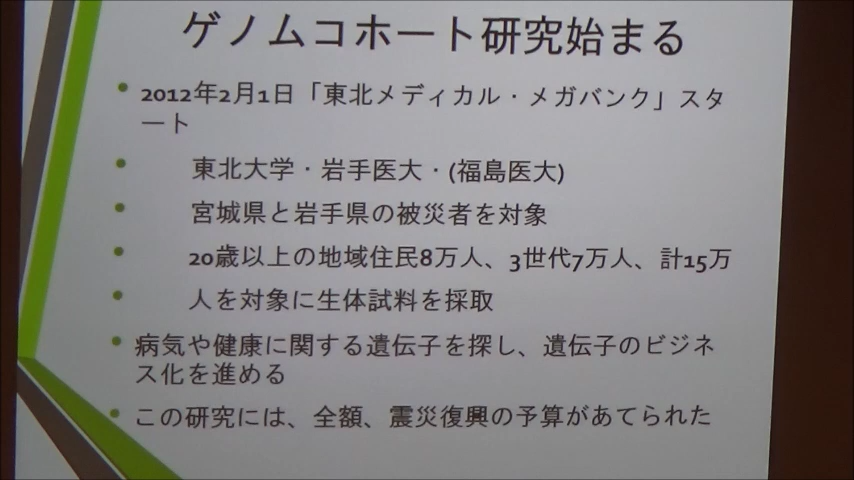 ゲノムコホート研究始まる
• 2012年2月1日「東北メディカル・メガバンク」スタ
ート
• 東北大学・岩手医大・(福島医大)
• 宮城県と岩手県の被災者を対象
• 20歳以上の地域住民8万人、3世代7万人、計15万
• 人を対象に生体試料を採取
• 病気や健康に関する遺伝子を探し、遺伝子のビジネ
ス化を進める
• この研究には、全額、震災復興の予算があてられた